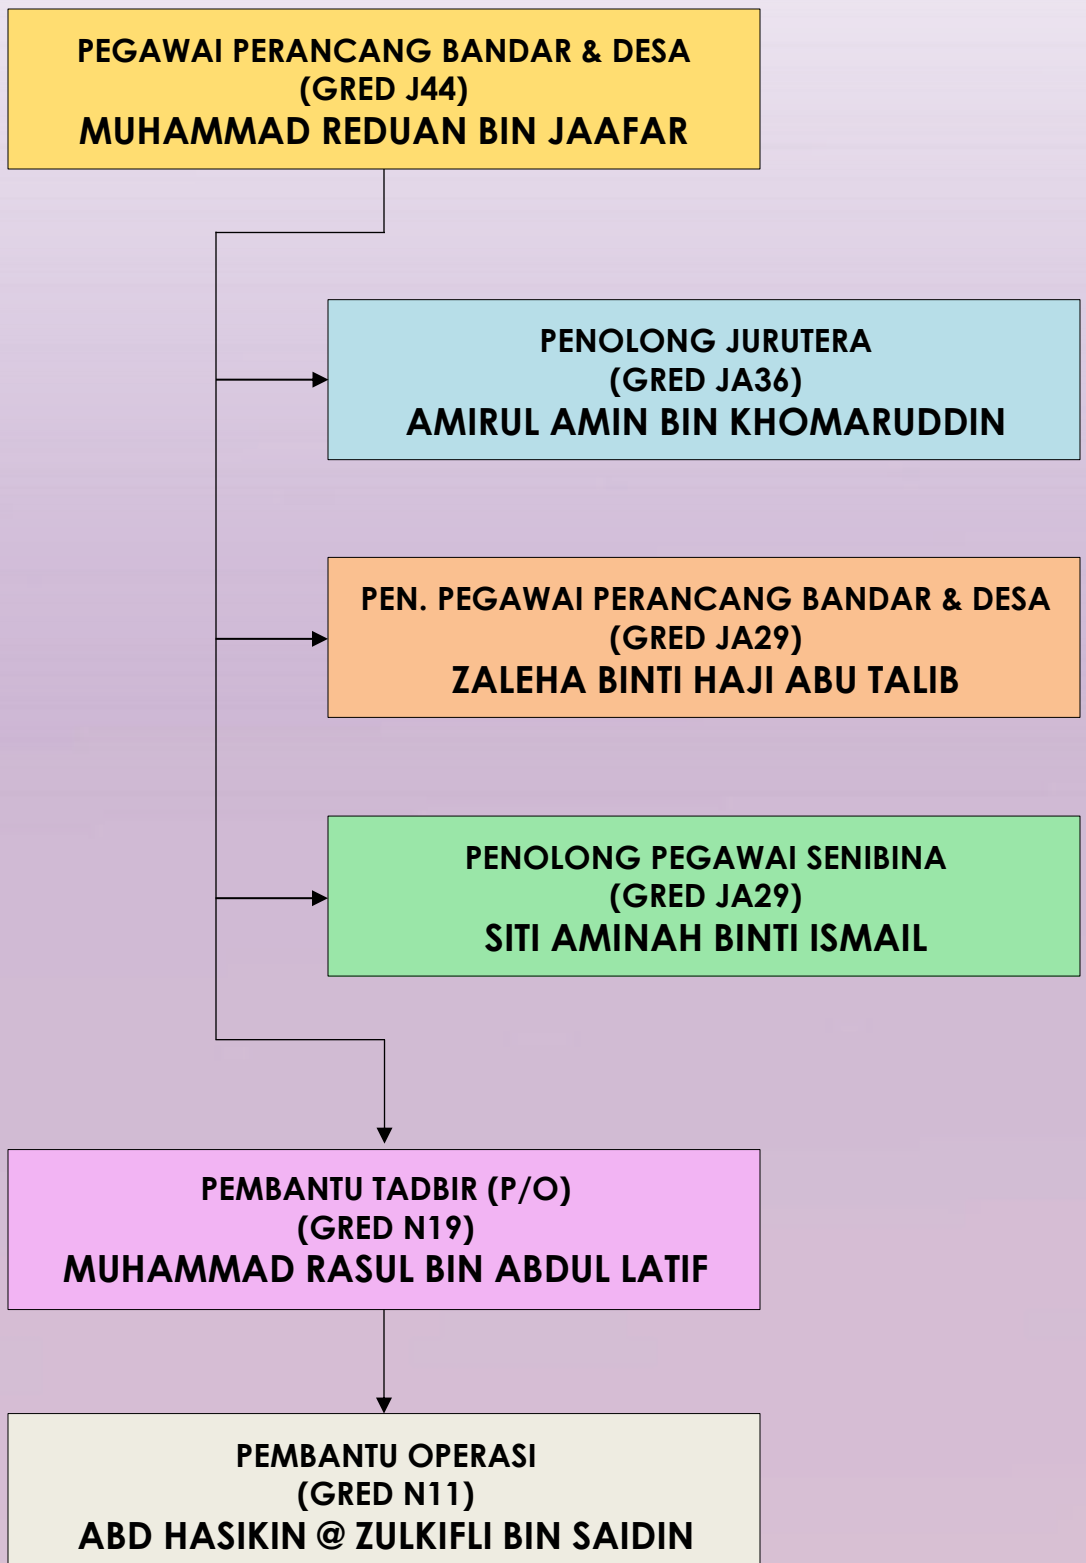 PEGAWAI PERANCANG BANDAR & DESA
(GRED J44)
MUHAMMAD REDUAN BIN JAAFAR
PENOLONG JURUTERA
(GRED JA36)
AMIRUL AMIN BIN KHOMARUDDIN
PEN. PEGAWAI PERANCANG BANDAR & DESA
(GRED JA29)
ZALEHA BINTI HAJI ABU TALIB
PENOLONG PEGAWAI SENIBINA
(GRED JA29)
SITI AMINAH BINTI ISMAIL
PEMBANTU TADBIR (P/O)
(GRED N19)
MUHAMMAD RASUL BIN ABDUL LATIF
PEMBANTU OPERASI
(GRED N11)
ABD HASIKIN @ ZULKIFLI BIN SAIDIN